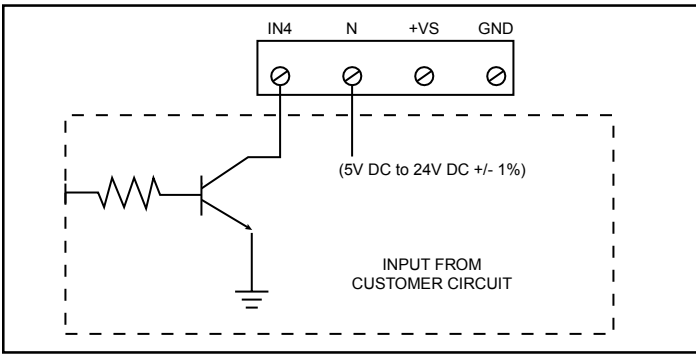 IN4 N +VS GND
(5V DC to 24V DC +/- 1%)
INPUT FROM
CUSTOMER CIRCUIT